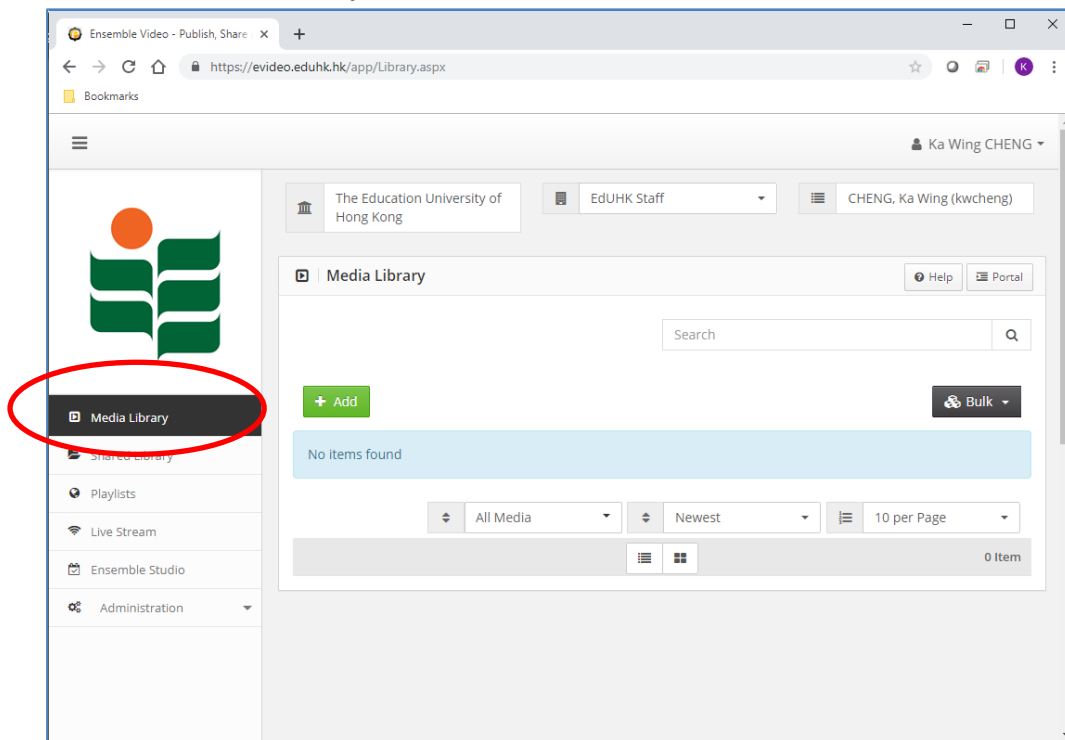 Ensemble Video - Publish, Share
https://evideo.eduhk.hk/app/Library.aspx
K
Bookmarks
Ka Wing CHENG
The Education University of
Hong Kong
EdUHK Staff
CHENG, Ka Wing (kwcheng)
Media Library
Help
Portal
Search
Media Library
+ Add
Bulk
Shared Library
No items found
Playlists
Live Stream
All Media
Newest
10 per Page
Ensemble Studio
0 Item
Administration